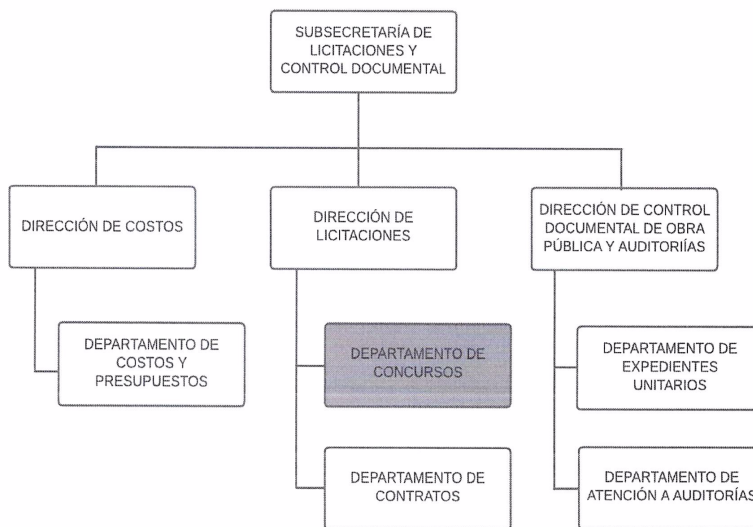 SUBSECRETARÍA DE
LICITACIONES Y
CONTROL DOCUMENTAL
DIRECCIÓN DE COSTOS
DIRECCIÓN DE
LICITACIONES
DIRECCIÓN DE CONTROL
DOCUMENTAL DE OBRA
PÚBLICA Y AUDITORIÍAS
DEPARTAMENTO DE
COSTOS Y
PRESUPUESTOS
DEPARTAMENTO DE
CONCURSOS
DEPARTAMENTO DE
EXPEDIENTES
UNITARIOS
DEPARTAMENTO DE
CONTRATOS
DEPARTAMENTO DE
ATENCIÓN A AUDITORÍAS